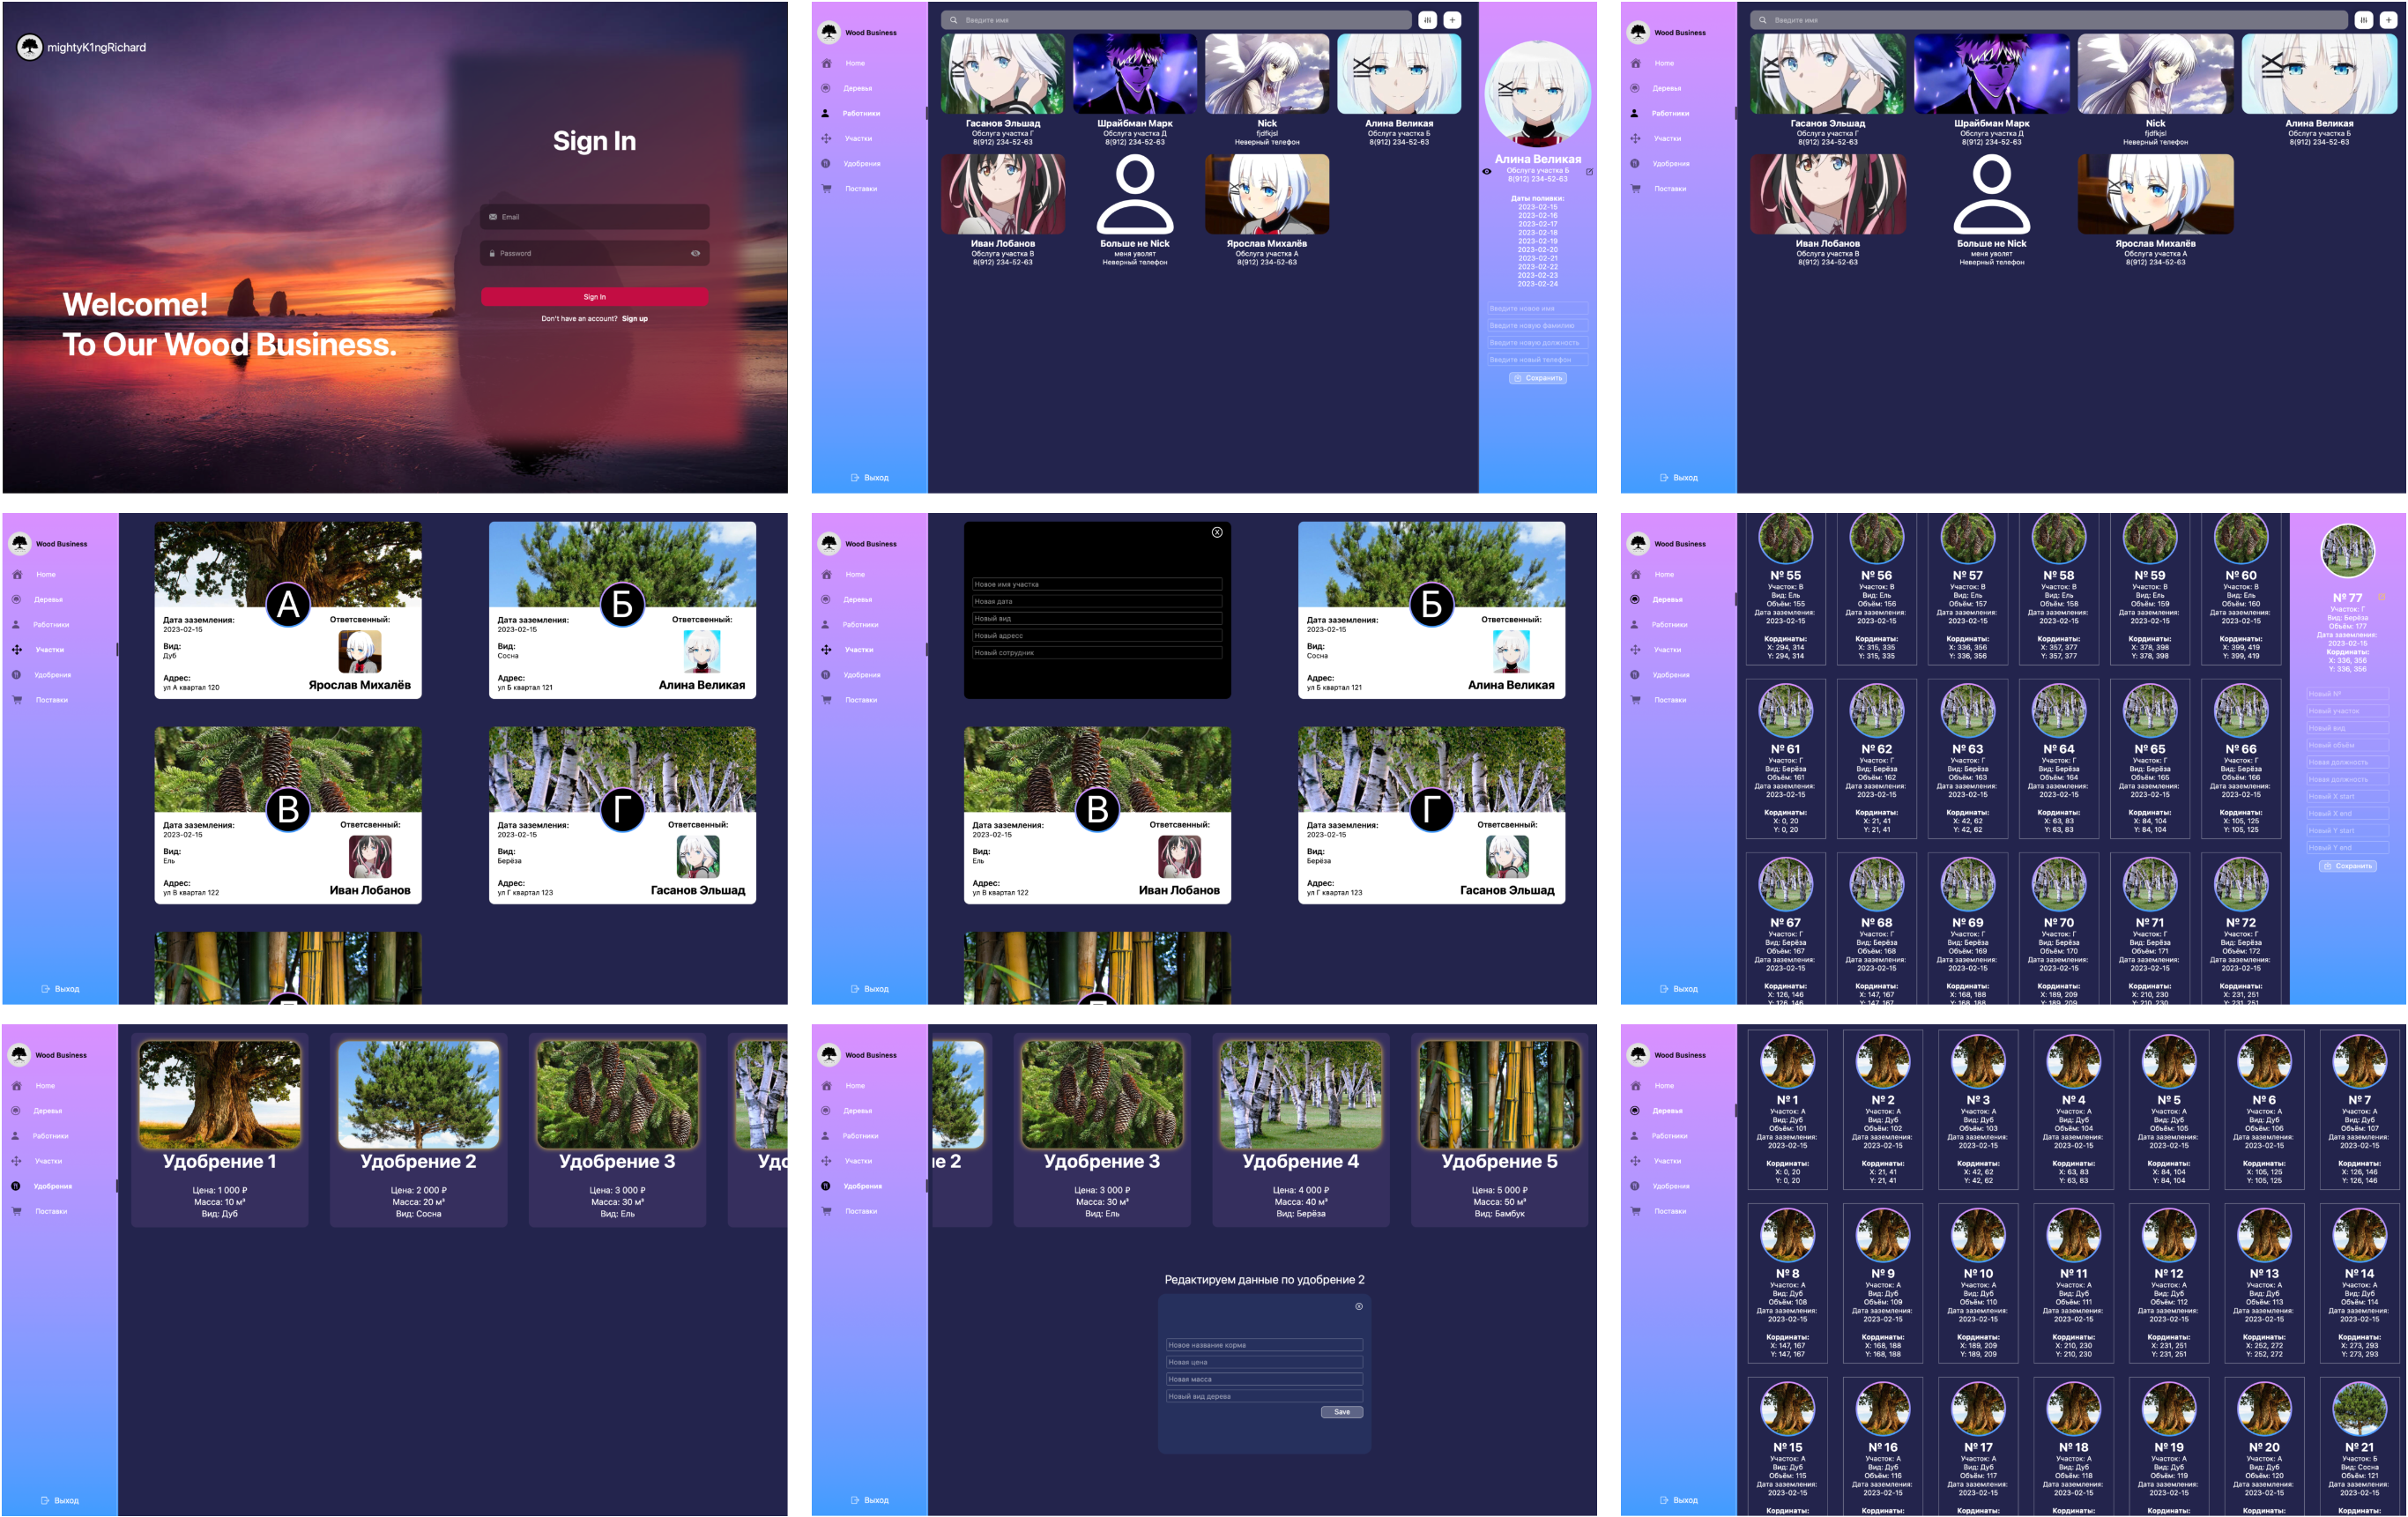 mightyK1ngRichard
Sign In
Email
Password
Sign In
Don't have an account? Sign up
Welcome!
To Our Wood Business.
Wood Business
Home
Деревья
Работники
Участки
Удобрения
Поставки
Выход
Введите имя
Гасанов Эльшад
Обслуга участка Г
8(912) 234-52-63
Шрайбман Марк
Обслуга участка Д
8(912) 234-52-63
Nick
fjdfkjsl
Неверный телефон
Алина Великая
Обслуга участка Б
8(912) 234-52-63
Иван Лобанов
Обслуга участка В
8(912) 234-52-63
Больше не Nick
меня уволят
Неверный телефон
Ярослав Михалёв
Обслуга участка А
8(912) 234-52-63
Алина Великая
Обслуга участка Б
8(912) 234-52-63
Даты поливки:
2023-02-15
2023-02-16
2023-02-17
2023-02-18
2023-02-19
2023-02-20
2023-02-21
2023-02-22
2023-02-23
2023-02-24
Введите новое имя
Введите новую фамилию
Введите новую должность
Введите новый телефон
Сохранить
Wood Business
Home
Деревья
Работники
Участки
Удобрения
Поставки
Выход
Введите имя
Гасанов Эльшад
Обслуга участка Г
8(912) 234-52-63
Шрайбман Марк
Обслуга участка Д
8(912) 234-52-63
Nick
fjdfkjsl
Неверный телефон
Алина Великая
Обслуга участка Б
8(912) 234-52-63
Иван Лобанов
Обслуга участка В
8(912) 234-52-63
Больше не Nick
меня уволят
Неверный телефон
Ярослав Михалёв
Обслуга участка А
8(912) 234-52-63
Wood Business
Home
Деревья
Работники
Участки
Удобрения
Поставки
Выход
А
Дата заземления:
2023-02-15
Вид:
Дуб
Адрес:
ул А квартал 120
Ответсвенный:
Ярослав Михалёв
Б
Дата заземления:
2023-02-15
Вид:
Сосна
Адрес:
ул Б квартал 121
Ответсвенный:
Алина Великая
В
Дата заземления:
2023-02-15
Вид:
Ель
Адрес:
ул В квартал 122
Ответсвенный:
Иван Лобанов
Г
Дата заземления:
2023-02-15
Вид:
Берёза
Адрес:
ул Г квартал 123
Ответсвенный:
Гасанов Эльшад
Wood Business
Home
Деревья
Работники
Участки
Удобрения
Поставки
Выход
Новое имя участка
Новая дата
Новый вид
Новый адресс
Новый сотрудник
Б
Дата заземления:
2023-02-15
Вид:
Сосна
Адрес:
ул Б квартал 121
Ответсвенный:
Алина Великая
В
Дата заземления:
2023-02-15
Вид:
Ель
Адрес:
ул В квартал 122
Ответсвенный:
Иван Лобанов
Г
Дата заземления:
2023-02-15
Вид:
Берёза
Адрес:
ул Г квартал 123
Ответсвенный:
Гасанов Эльшад
Wood Business
Home
Деревья
Работники
Участки
Удобрения
Поставки
Выход
№ 55 № 56 № 57 № 58 № 59 № 60
Участок: В Участок: В Участок: В Участок: В Участок: В Участок: В
Вид: Ель Вид: Ель Вид: Ель Вид: Ель Вид: Ель Вид: Ель
Объём: 155 Объём: 156 Объём: 157 Объём: 158 Объём: 159 Объём: 160
Дата заземления: Дата заземления: Дата заземления: Дата заземления: Дата заземления: Дата заземления:
2023-02-15 2023-02-15 2023-02-15 2023-02-15 2023-02-15 2023-02-15
Кординаты: Кординаты: Кординаты: Кординаты: Кординаты: Кординаты:
X: 294, 314 X: 315, 335 X: 336, 356 X: 357, 377 X: 378, 398 X: 399, 419
Y: 294, 314 Y: 315, 335 Y: 336, 356 Y: 357, 377 Y: 378, 398 Y: 399, 419
№ 61 № 62 № 63 № 64 № 65 № 66
Участок: Г Участок: Г Участок: Г Участок: Г Участок: Г Участок: Г
Вид: Берёза Вид: Берёза Вид: Берёза Вид: Берёза Вид: Берёза Вид: Берёза
Объём: 161 Объём: 162 Объём: 163 Объём: 164 Объём: 165 Объём: 166
Дата заземления: Дата заземления: Дата заземления: Дата заземления: Дата заземления: Дата заземления:
2023-02-15 2023-02-15 2023-02-15 2023-02-15 2023-02-15 2023-02-15
Кординаты: Кординаты: Кординаты: Кординаты: Кординаты: Кординаты:
X: 0, 20 X: 21, 41 X: 42, 62 X: 63, 83 X: 84, 104 X: 105, 125
Y: 0, 20 Y: 21, 41 Y: 42, 62 Y: 63, 83 Y: 84, 104 Y: 105, 125
№ 67 № 68 № 69 № 70 № 71 № 72
Участок: Г Участок: Г Участок: Г Участок: Г Участок: Г Участок: Г
Вид: Берёза Вид: Берёза Вид: Берёза Вид: Берёза Вид: Берёза Вид: Берёза
Объём: 167 Объём: 168 Объём: 169 Объём: 170 Объём: 171 Объём: 172
Дата заземления: Дата заземления: Дата заземления: Дата заземления: Дата заземления: Дата заземления:
2023-02-15 2023-02-15 2023-02-15 2023-02-15 2023-02-15 2023-02-15
Кординаты: Кординаты: Кординаты: Кординаты: Кординаты: Кординаты:
X: 126, 146 X: 147, 167 X: 168, 188 X: 189, 209 X: 210, 230 X: 231, 251
Y: 126, 146 Y: 147, 167 Y: 168, 188 Y: 189, 209 Y: 210, 230 Y: 231, 251
№ 77
Участок: Г
Вид: Берёза
Объём: 177
Дата заземления:
2023-02-15
Кординаты:
X: 336, 356
Y: 336, 356
Новый №
Новый участок
Новый вид
Новый объём
Новая должность
Новая должность
Новый X start
Новый X end
Новый Y start
Новый Y end
Сохранить
Wood Business
Home
Деревья
Работники
Участки
Удобрения
Поставки
Выход
Удобрение 1
Цена: 1 000 ₽
Масса: 10 м³
Вид: Дуб
Удобрение 2
Цена: 2 000 ₽
Масса: 20 м³
Вид: Сосна
Удобрение 3
Цена: 3 000 ₽
Масса: 30 м³
Вид: Ель
Удо
Wood Business
Home
Деревья
Работники
Участки
Удобрения
Поставки
Выход
ие 2
Удобрение 3
Цена: 3 000 ₽
Масса: 30 м³
Вид: Ель
Удобрение 4
Цена: 4 000 ₽
Масса: 40 м³
Вид: Берёза
Удобрение 5
Цена: 5 000 ₽
Масса: 50 м³
Вид: Бамбук
Редактируем данные по удобрение 2
Новое название корма
Новая цена
Новая масса
Новый вид дерева
Save
Wood Business
Home
Деревья
Работники
Участки
Удобрения
Поставки
Выход
№ 1 № 2 № 3 № 4 № 5 № 6 № 7
Участок: А Участок: А Участок: А Участок: А Участок: А Участок: А Участок: А
Вид: Дуб Вид: Дуб Вид: Дуб Вид: Дуб Вид: Дуб Вид: Дуб Вид: Дуб
Объём: 101 Объём: 102 Объём: 103 Объём: 104 Объём: 105 Объём: 106 Объём: 107
Дата заземления: Дата заземления: Дата заземления: Дата заземления: Дата заземления: Дата заземления: Дата заземления:
2023-02-15 2023-02-15 2023-02-15 2023-02-15 2023-02-15 2023-02-15 2023-02-15
Кординаты: Кординаты: Кординаты: Кординаты: Кординаты: Кординаты: Кординаты:
X: 0, 20 X: 21, 41 X: 42, 62 X: 63, 83 X: 84, 104 X: 105, 125 X: 126, 146
Y: 0, 20 Y: 21, 41 Y: 42, 62 Y: 63, 83 Y: 84, 104 Y: 105, 125 Y: 126, 146
№ 8 № 9 № 10 № 11 № 12 № 13 № 14
Участок: А Участок: А Участок: А Участок: А Участок: А Участок: А Участок: А
Вид: Дуб Вид: Дуб Вид: Дуб Вид: Дуб Вид: Дуб Вид: Дуб Вид: Дуб
Объём: 108 Объём: 109 Объём: 110 Объём: 111 Объём: 112 Объём: 113 Объём: 114
Дата заземления: Дата заземления: Дата заземления: Дата заземления: Дата заземления: Дата заземления: Дата заземления:
2023-02-15 2023-02-15 2023-02-15 2023-02-15 2023-02-15 2023-02-15 2023-02-15
Кординаты: Кординаты: Кординаты: Кординаты: Кординаты: Кординаты: Кординаты:
X: 147, 167 X: 168, 188 X: 189, 209 X: 210, 230 X: 231, 251 X: 252, 272 X: 273, 293
Y: 147, 167 Y: 168, 188 Y: 189, 209 Y: 210, 230 Y: 231, 251 Y: 252, 272 Y: 273, 293
№ 15 № 16 № 17 № 18 № 19 № 20 № 21
Участок: А Участок: А Участок: А Участок: А Участок: А Участок: А Участок: Б
Вид: Дуб Вид: Дуб Вид: Дуб Вид: Дуб Вид: Дуб Вид: Дуб Вид: Сосна
Объём: 115 Объём: 116 Объём: 117 Объём: 118 Объём: 119 Объём: 120 Объём: 121
Дата заземления: Дата заземления: Дата заземления: Дата заземления: Дата заземления: Дата заземления: Дата заземления:
2023-02-15 2023-02-15 2023-02-15 2023-02-15 2023-02-15 2023-02-15 2023-02-15
Кординаты: Кординаты: Кординаты: Кординаты: Кординаты: Кординаты: Кординаты: